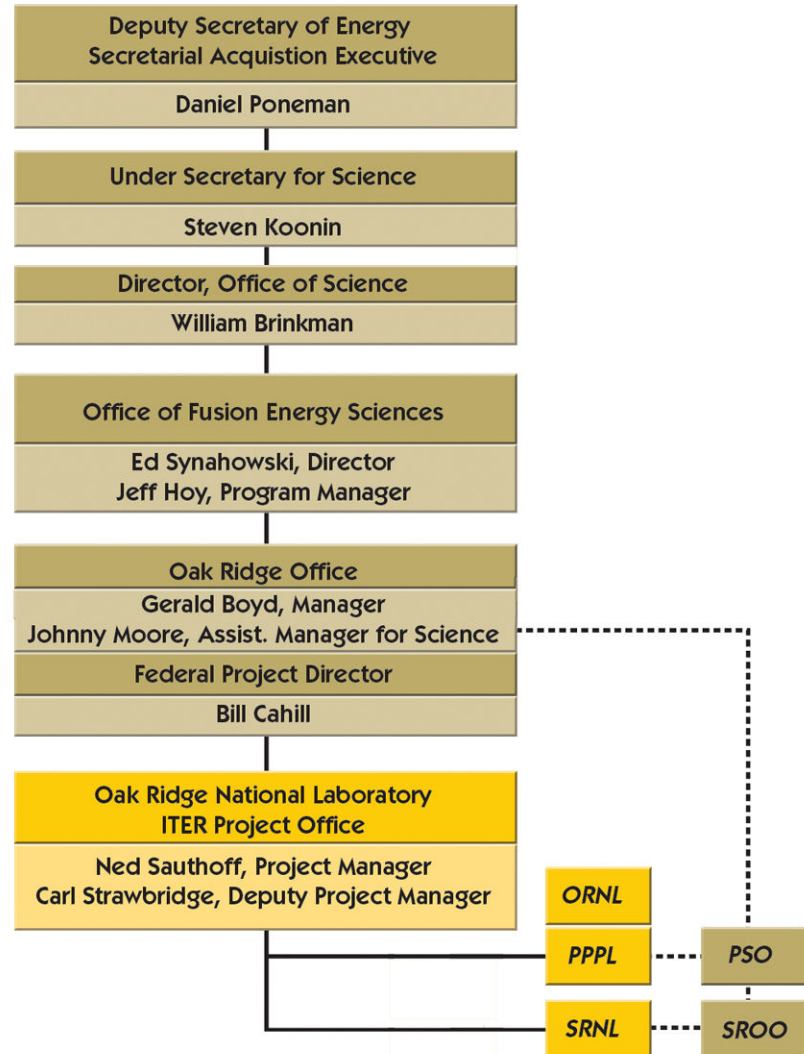 Deputy Secretary of Energy
Secretarial Acquistion Executive
Daniel Poneman
Under Secretary for Science
Steven Koonin
Director, Office of Science
William Brinkman
Office of Fusion Energy Sciences
Ed Synahowski, Director
Jeff Hoy, Program Manager
Oak Ridge Office
Gerald Boyd, Manager
Johnny Moore, Assist. Manager for Science
Federal Project Director
Bill Cahill
Oak Ridge National Laboratory
ITER Project Office
Ned Sauthoff, Project Manager
Carl Strawbridge, Deputy Project Manager
ORNL
PPPL
PSO
SRNL
SROO